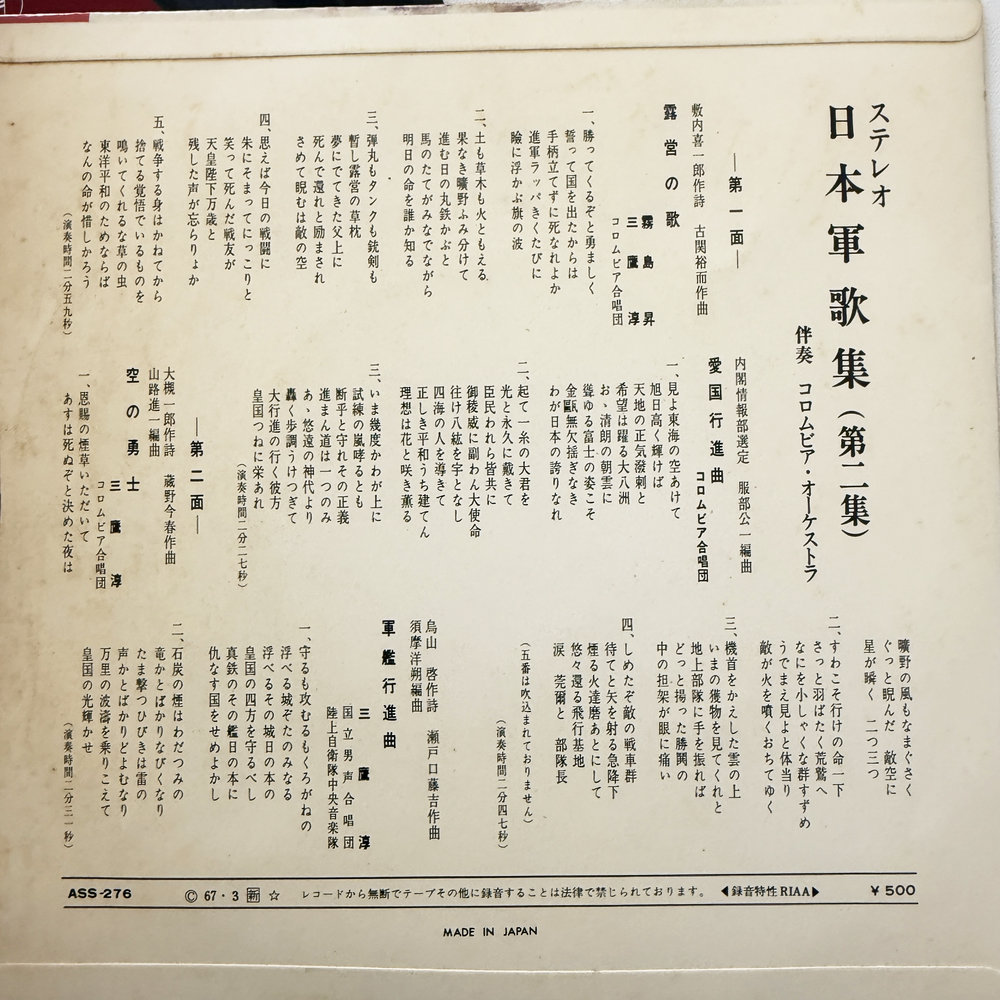 ステレオ
日本軍歌集(第二集)
伴奏 コロムビア・オーケストラ
―第一面―
敷内喜一郎作詩 古関裕而作曲
露営の歌
霧島昇
三鷹淳
コロムビア合唱団
一、勝ってくるぞと勇ましく
誓って国を出たからは
手柄立てずに死なれよか
進軍ラッパきくたびに
瞼に浮かぶ旗の波
二、土も草木も火ともえる
果なき曠野ふみ分けて
進む日の丸鉄かぶと
馬のたてがみなでながら
明日の命を誰か知る
三、弾丸もタンクも銃剣も
暫し露営の草枕
夢にでてきた父上に
死んで還れと励まされ
さめて睨むは敵の空
四、思えば今日の戦闘に
朱にそまってにっこりと
笑って死んだ戦友が
天皇陛下万歳と
残した声が忘らりょか
五、戦争する身はかねてから
捨てる覚悟でいるものを
鳴いてくれるな草の虫
東洋平和のためならば
なんの命が惜しかろう
(演奏時間二分五九秒)
内閣情報部選定 服部公一編曲
愛国行進曲
コロムビア合唱団
一、見よ東海の空あけて
旭日高く輝けば
天地の正気溌剌と
希望は躍る大八洲
おゝ清朗の朝雲に
聳ゆる富士の姿こそ
金甌無欠揺ぎなき
わが日本の誇りなれ
二、起て一糸の大君を
光と永久に戴きて
臣民われら皆共に
御稜威に副わん大使命
往け八紘を宇となし
四海の人を導きて
正しき平和うち建てん
理想は花と咲き薫る
三、いま幾度かわが上に
試練の嵐哮るとも
断乎と守れその正義
進まん道は一つのみ
あゝ悠遠の神代より
轟く歩調うけつぎて
大行進の行く彼方
皇国つねに栄あれ
(演奏時間二分二七秒)
―第二面―
大槻一郎作詩 蔵野今春作曲
山路進一編曲
空の勇士
三鷹淳
コロムビア合唱団
一、恩賜の煙草いただいて
あすは死ぬぞと決めた夜は
曠野の風もなまぐさく
ぐっと睨んだ 敵空に
星が瞬く 二つ三つ
二、すわこそ行けの命一下
さっと羽ばたく荒鷲へ
なにを小しゃくな群すずめ
うでまえ見よと体当り
敵が火を噴くおちてゆく
三、機首をかえした雲の上
いまの獲物を見てくれと
地上部隊に手を振れば
どっと揚った勝鬨の
中の担架が眼に痛い
四、しめたぞ敵の戦車群
待てと矢を射る急降下
煙る火達磨あとにして
悠々還る飛行基地
涙 莞爾と 部隊長
(五番は吹込まれておりません)
(演奏時間二分四七秒)
鳥山 啓作詩 瀬戸口藤吉作曲
須摩洋朔編曲
軍艦行進曲
三鷹淳
国立男声合唱団
陸上自衛隊中央音楽隊
一、守るも攻むるもくろがねの
浮べる城ぞたのみなる
浮べるその城日の本の
皇国の四方を守るべし
真鉄のその艦日の本に
仇なす国をせめよかし
二、石炭の煙はわだつみの
竜かとばかりなびくなり
たま撃つひびきは雷の
声かとばかりどよむなり
万里の波濤を乗りこえて
皇国の光輝かせ
(演奏時間二分三一秒)
ASS-276
© 67・3 新 ☆ レコードから無断でテープその他に録音することは法律で禁じられております。 ◀録音特性RIAA▶
¥500
MADE IN JAPAN